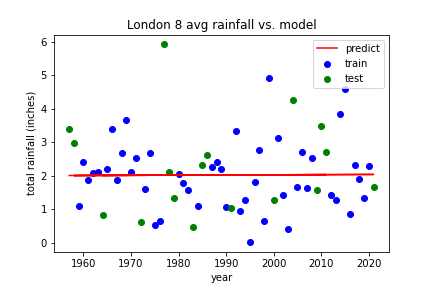 London 8 avg rainfall vs. model
predict
train
test
total rainfall (inches)
6
5
4
3
2
1
0
1960 1970 1980 1990 2000 2010 2020
year